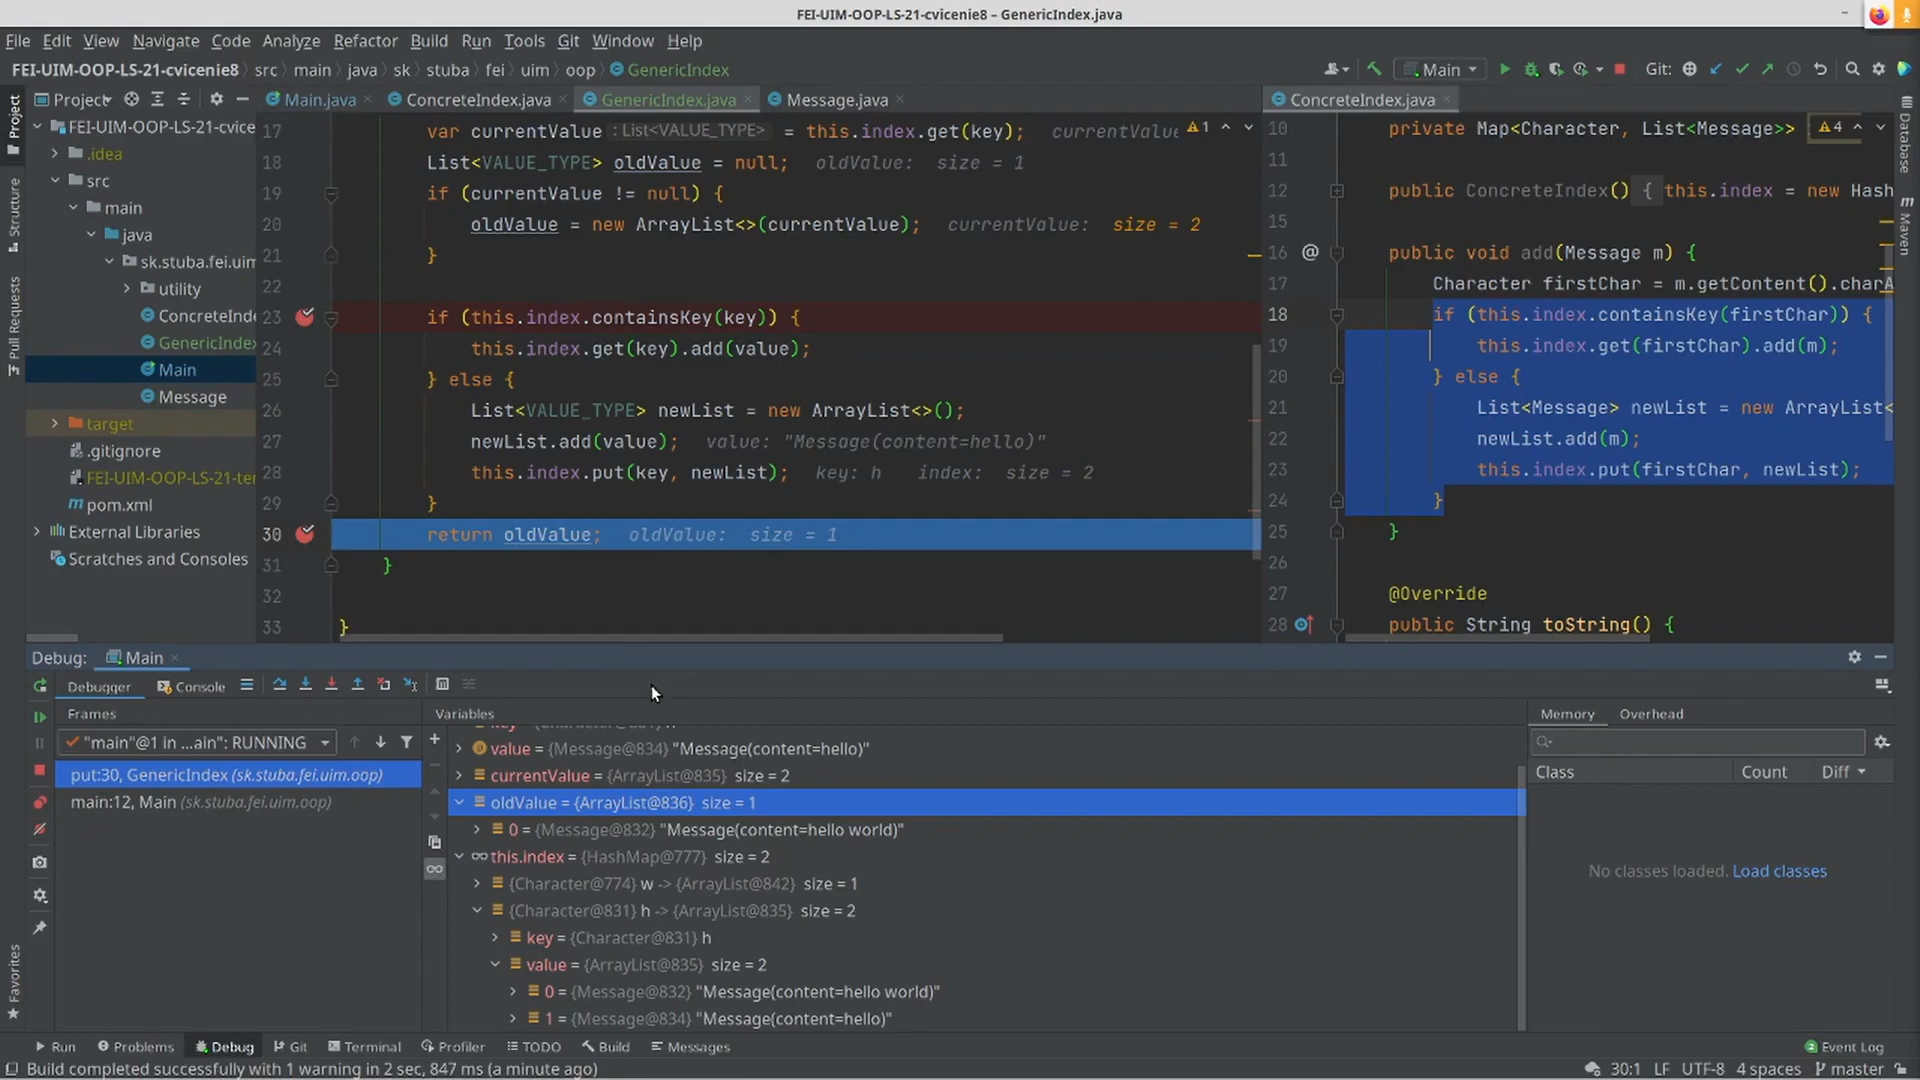 FEI-UIM-OOP-LS-21-cvicenie8 – GenericIndex.java
File Edit View Navigate Code Analyze Refactor Build Run Tools Git Window Help
FEI-UIM-OOP-LS-21-cvicenie8 src main java sk stuba fei uim oop GenericIndex
Main
Git:
Project
Main.java
ConcreteIndex.java
GenericIndex.java
Message.java
ConcreteIndex.java
Project
Structure
Pull Requests
Favorites
FEI-UIM-OOP-LS-21-cvice
.idea
src
main
java
sk.stuba.fei.uim
utility
ConcreteInde
GenericIndex
Main
Message
target
.gitignore
FEI-UIM-OOP-LS-21-ter
pom.xml
External Libraries
Scratches and Consoles
17 var currentValue : List<VALUE_TYPE> = this.index.get(key); currentValue 1
18 List<VALUE_TYPE> oldValue = null; oldValue: size = 1
19 if (currentValue != null) {
20 oldValue = new ArrayList<>(currentValue); currentValue: size = 2
21 }
22
23 if (this.index.containsKey(key)) {
24 this.index.get(key).add(value);
25 } else {
26 List<VALUE_TYPE> newList = new ArrayList<>();
27 newList.add(value); value: "Message(content=hello)"
28 this.index.put(key, newList); key: h index: size = 2
29 }
30 return oldValue; oldValue: size = 1
31 }
32
33 }
10 private Map<Character, List<Message>> 4
11
12 public ConcreteIndex() { this.index = new Hash
15
16 @ public void add(Message m) {
17 Character firstChar = m.getContent().charA
18 if (this.index.containsKey(firstChar)) {
19 this.index.get(firstChar).add(m);
20 } else {
21 List<Message> newList = new ArrayList<
22 newList.add(m);
23 this.index.put(firstChar, newList);
24 }
25 }
26
27 @Override
28 public String toString() {
Database
Maven
Debug: Main
Debugger Console
Frames
"main"@1 in ...ain": RUNNING
put:30, GenericIndex (sk.stuba.fei.uim.oop)
main:12, Main (sk.stuba.fei.uim.oop)
Variables
value = {Message@834} "Message(content=hello)"
currentValue = {ArrayList@835} size = 2
oldValue = {ArrayList@836} size = 1
0 = {Message@832} "Message(content=hello world)"
this.index = {HashMap@777} size = 2
{Character@774} w -> {ArrayList@842} size = 1
{Character@831} h -> {ArrayList@835} size = 2
key = {Character@831} h
value = {ArrayList@835} size = 2
0 = {Message@832} "Message(content=hello world)"
1 = {Message@834} "Message(content=hello)"
Memory Overhead
Class Count Diff
No classes loaded. Load classes
Run Problems Debug Git Terminal Profiler TODO Build Messages
2 Event Log
Build completed successfully with 1 warning in 2 sec, 847 ms (a minute ago)
30:1 LF UTF-8 4 spaces master